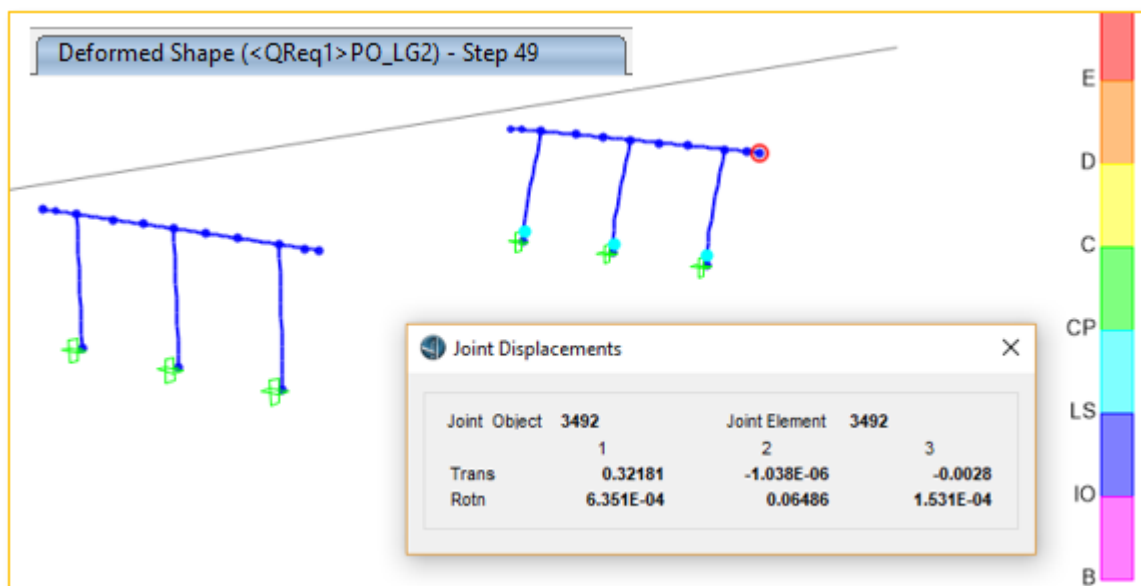 Deformed Shape (<QReq1>PO_LG2) - Step 49
E
D
C
CP
LS
IO
B
Joint Displacements
Joint Object 3492 Joint Element 3492
1 2 3
Trans 0.32181 -1.038E-06 -0.0028
Rotn 6.351E-04 0.06486 1.531E-04